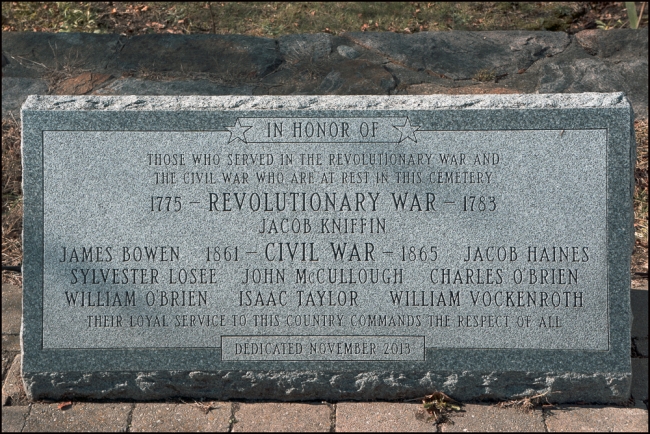 IN HONOR OF
THOSE WHO SERVED IN THE REVOLUTIONARY WAR AND
THE CIVIL WAR WHO ARE AT REST IN THIS CEMETERY
1775 – REVOLUTIONARY WAR – 1783
JACOB KNIFFIN
JAMES BOWEN 1861 – CIVIL WAR – 1865 JACOB HAINES
SYLVESTER LOSEE JOHN McCULLOUGH CHARLES O'BRIEN
WILLIAM O'BRIEN ISAAC TAYLOR WILLIAM VOCKENROTH
THEIR LOYAL SERVICE TO THIS COUNTRY COMMANDS THE RESPECT OF ALL
DEDICATED NOVEMBER 2013